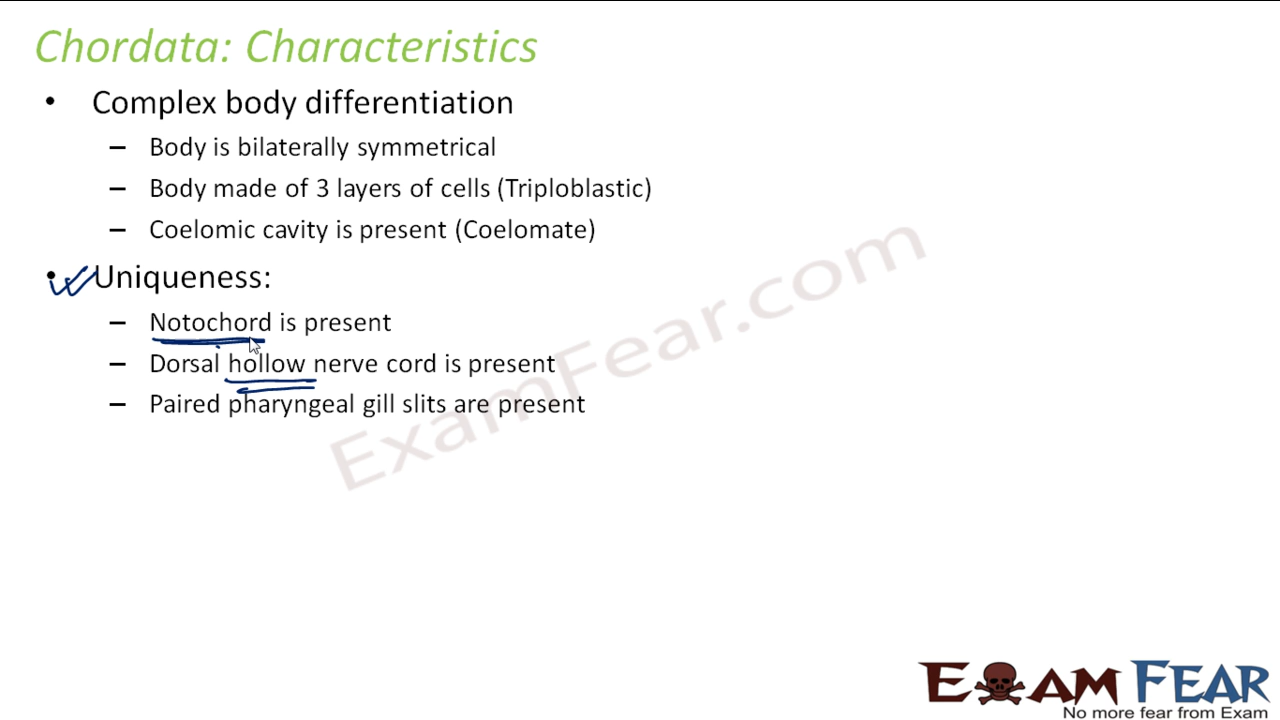 Chordata: Characteristics
• Complex body differentiation
– Body is bilaterally symmetrical
– Body made of 3 layers of cells (Triploblastic)
– Coelomic cavity is present (Coelomate)
• Uniqueness:
– Notochord is present
– Dorsal hollow nerve cord is present
– Paired pharyngeal gill slits are present
ExamFear.com
EXAM FEAR
No more fear from Exam